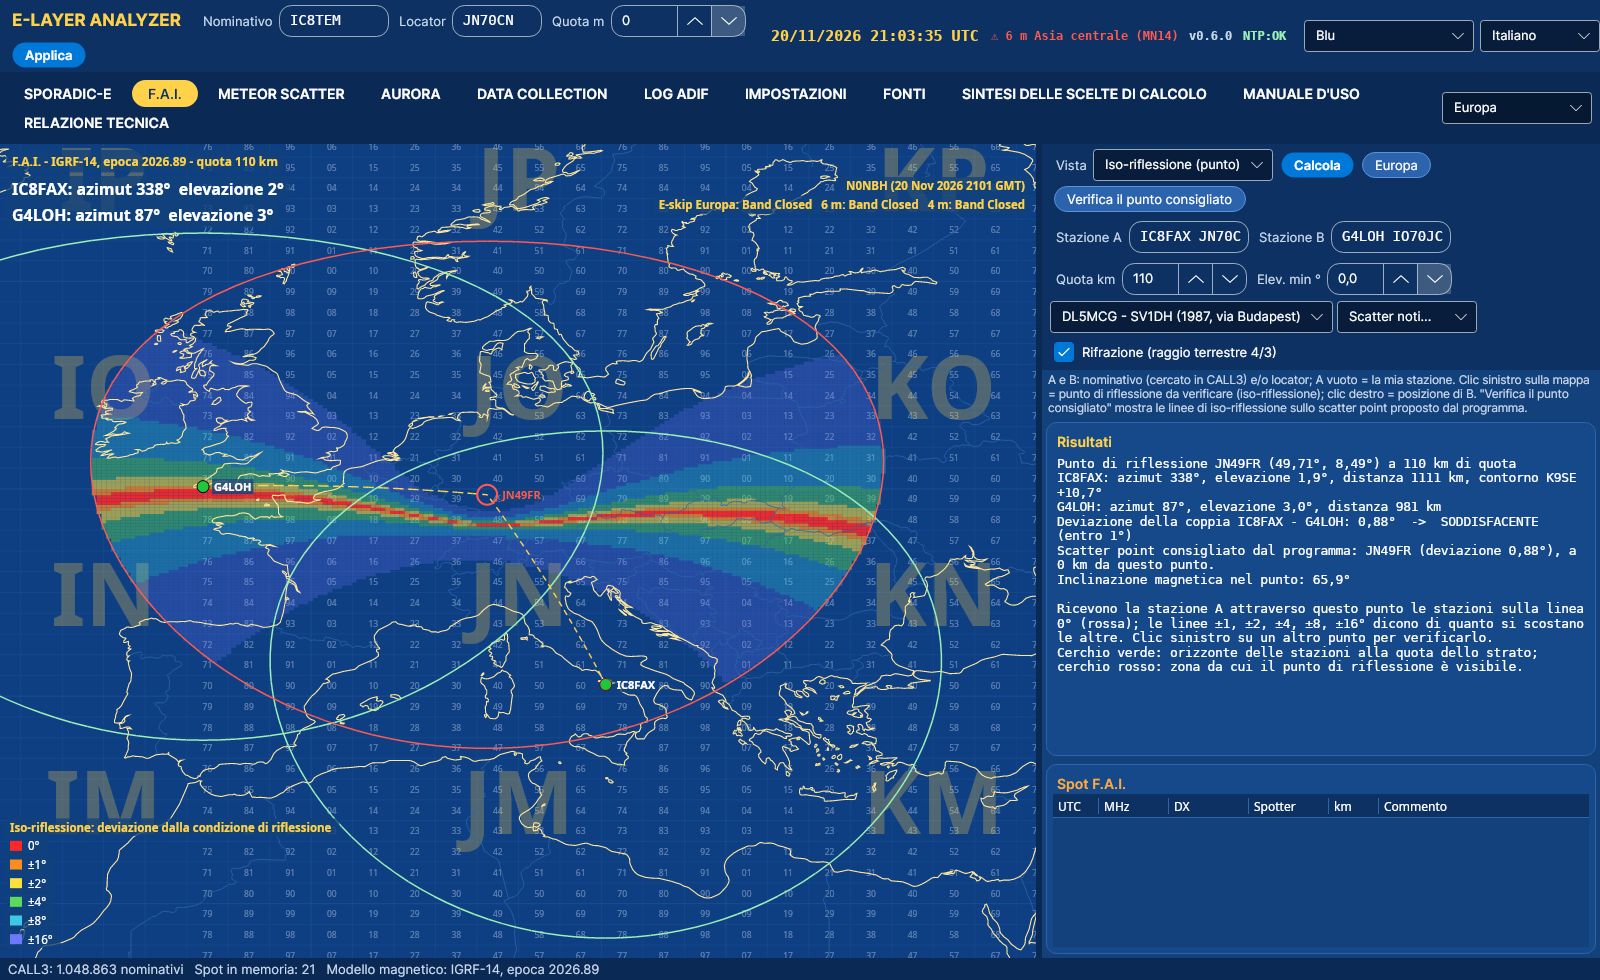 E-LAYER ANALYZER
Nominativo IC8TEM Locator JN70CN Quota m 0
Applica
20/11/2026 21:03:35 UTC ⚠ 6 m Asia centrale (MN14) v0.6.0 NTP:OK
Blu Italiano
SPORADIC-E F.A.I. METEOR SCATTER AURORA DATA COLLECTION LOG ADIF IMPOSTAZIONI FONTI SINTESI DELLE SCELTE DI CALCOLO MANUALE D'USO
RELAZIONE TECNICA
Europa
F.A.I. - IGRF-14, epoca 2026.89 - quota 110 km
IC8FAX: azimut 338° elevazione 2°
G4LOH: azimut 87° elevazione 3°
N0NBH (20 Nov 2026 2101 GMT)
E-skip Europa: Band Closed 6 m: Band Closed 4 m: Band Closed
JP KP
IO JO KO
G4LOH
JN49FR
IN JN KN
IC8FAX
IM JM KM
Iso-riflessione: deviazione dalla condizione di riflessione
0°
±1°
±2°
±4°
±8°
±16°
Vista Iso-riflessione (punto) Calcola Europa
Verifica il punto consigliato
Stazione A IC8FAX JN70C Stazione B G4LOH IO70JC
Quota km 110 Elev. min ° 0,0
DL5MCG - SV1DH (1987, via Budapest) Scatter noti...
Rifrazione (raggio terrestre 4/3)
A e B: nominativo (cercato in CALL3) e/o locator; A vuoto = la mia stazione. Clic sinistro sulla mappa
= punto di riflessione da verificare (iso-riflessione); clic destro = posizione di B. "Verifica il punto
consigliato" mostra le linee di iso-riflessione sullo scatter point proposto dal programma.
Risultati
Punto di riflessione JN49FR (49,71°, 8,49°) a 110 km di quota
IC8FAX: azimut 338°, elevazione 1,9°, distanza 1111 km, contorno K9SE
+10,7°
G4LOH: azimut 87°, elevazione 3,0°, distanza 981 km
Deviazione della coppia IC8FAX - G4LOH: 0,88° -> SODDISFACENTE
(entro 1°)
Scatter point consigliato dal programma: JN49FR (deviazione 0,88°), a
0 km da questo punto.
Inclinazione magnetica nel punto: 65,9°
Ricevono la stazione A attraverso questo punto le stazioni sulla linea
0° (rossa); le linee ±1, ±2, ±4, ±8, ±16° dicono di quanto si scostano
le altre. Clic sinistro su un altro punto per verificarlo.
Cerchio verde: orizzonte delle stazioni alla quota dello strato;
cerchio rosso: zona da cui il punto di riflessione è visibile.
Spot F.A.I.
UTC MHz DX Spotter km Commento
CALL3: 1.048.863 nominativi Spot in memoria: 21 Modello magnetico: IGRF-14, epoca 2026.89